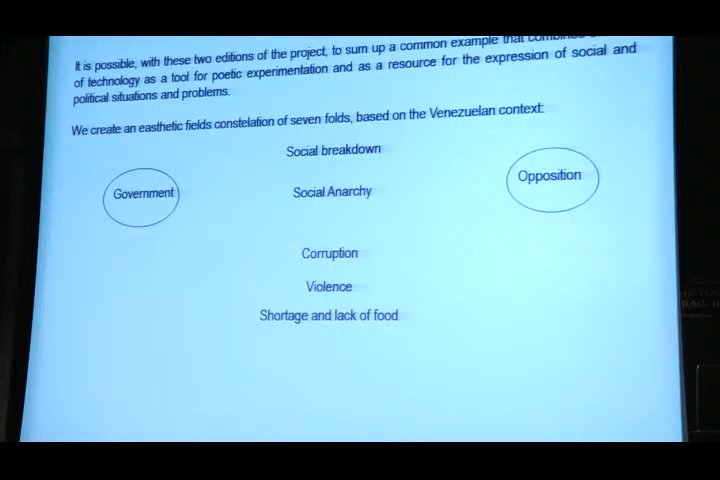 It is possible, with these two editions of the project, to sum up a common example that
of technology as a tool for poetic experimentation and as a resource for the expression of social and
political situations and problems.
We create an easthetic fields constelation of seven folds, based on the Venezuelan context:
Social breakdown
Government
Opposition
Social Anarchy
Corruption
Violence
Shortage and lack of food